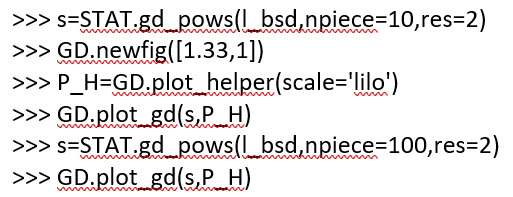 >>> s=STAT.gd_pows(l_bsd,npiece=10,res=2)
>>> GD.newfig([1.33,1])
>>> P_H=GD.plot_helper(scale='lilo')
>>> GD.plot_gd(s,P_H)
>>> s=STAT.gd_pows(l_bsd,npiece=100,res=2)
>>> GD.plot_gd(s,P_H)